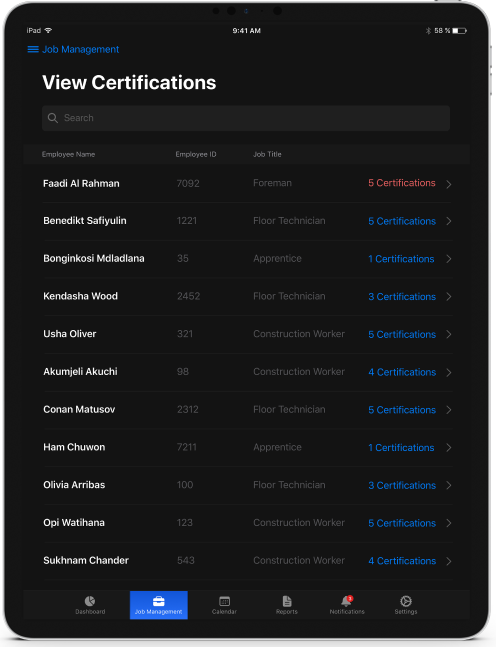 iPad 9:41 AM 58 %
Job Management
View Certifications
Search
Employee Name Employee ID Job Title
Faadi Al Rahman 7092 Foreman 5 Certifications
Benedikt Safiyulin 1221 Floor Technician 5 Certifications
Bonginkosi Mdladlana 35 Apprentice 1 Certifications
Kendasha Wood 2452 Floor Technician 3 Certifications
Usha Oliver 321 Construction Worker 5 Certifications
Akumjeli Akuchi 98 Construction Worker 4 Certifications
Conan Matusov 2312 Floor Technician 5 Certifications
Ham Chuwon 7211 Apprentice 1 Certifications
Olivia Arribas 100 Floor Technician 3 Certifications
Opi Watihana 123 Construction Worker 5 Certifications
Sukhnam Chander 543 Construction Worker 4 Certifications
Dashboard Job Management Calendar Reports Notifications Settings